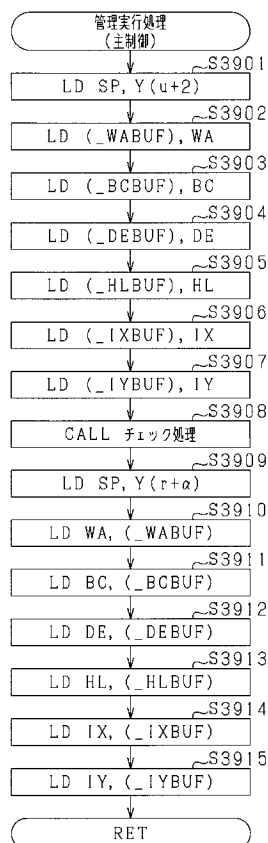 管理実行処理
(主制御)
S3901
LD SP, Y(u+2)
S3902
LD (_WABUF), WA
S3903
LD (_BCBUF), BC
S3904
LD (_DEBUF), DE
S3905
LD (_HLBUF), HL
S3906
LD (_IXBUF), IX
S3907
LD (_IYBUF), IY
S3908
CALL チェック処理
S3909
LD SP, Y(r+α)
S3910
LD WA, (_WABUF)
S3911
LD BC, (_BCBUF)
S3912
LD DE, (_DEBUF)
S3913
LD HL, (_HLBUF)
S3914
LD IX, (_IXBUF)
S3915
LD IY, (_IYBUF)
RET